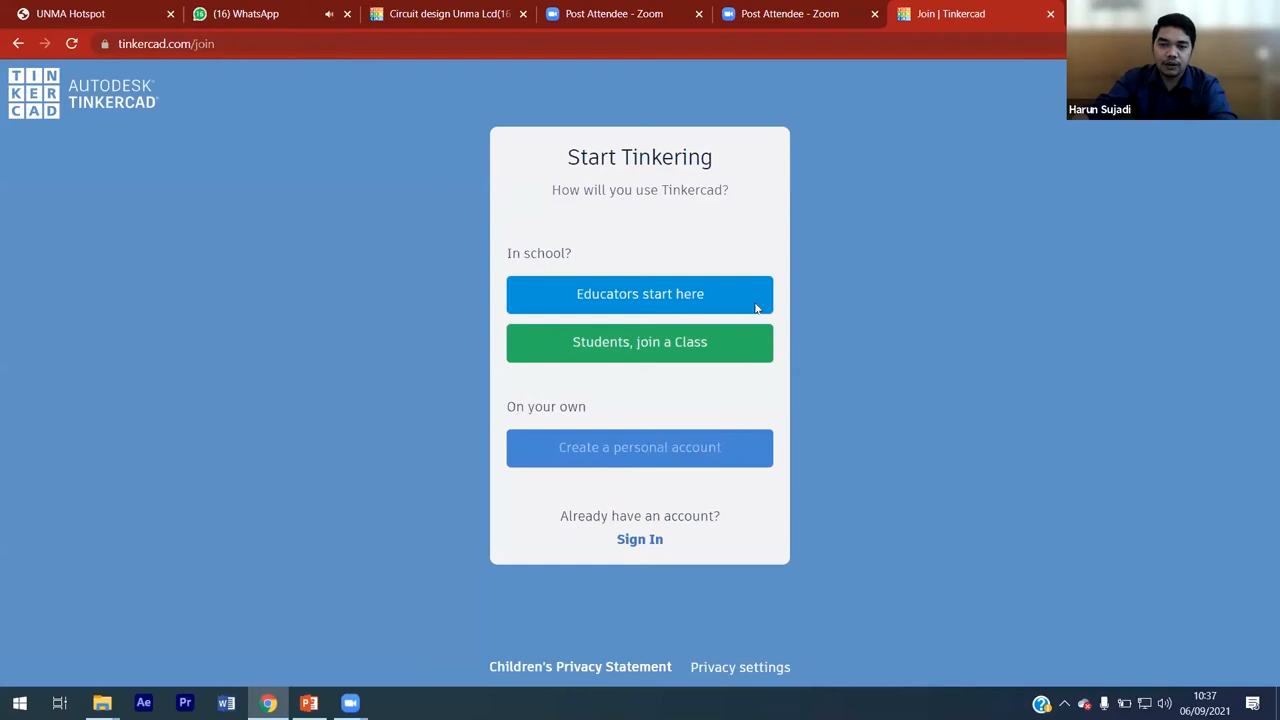 UNMA Hotspot
(16) WhatsApp
Circuit design Unma Lcd(16
Post Attendee - Zoom
Post Attendee - Zoom
Join | Tinkercad
tinkercad.com/join
TIN
KER
CAD
AUTODESK
TINKERCAD
Harun Sujadi
Start Tinkering
How will you use Tinkercad?
In school?
Educators start here
Students, join a Class
On your own
Create a personal account
Already have an account?
Sign In
Children's Privacy Statement
Privacy settings
Ae
Pr
10:37
06/09/2021